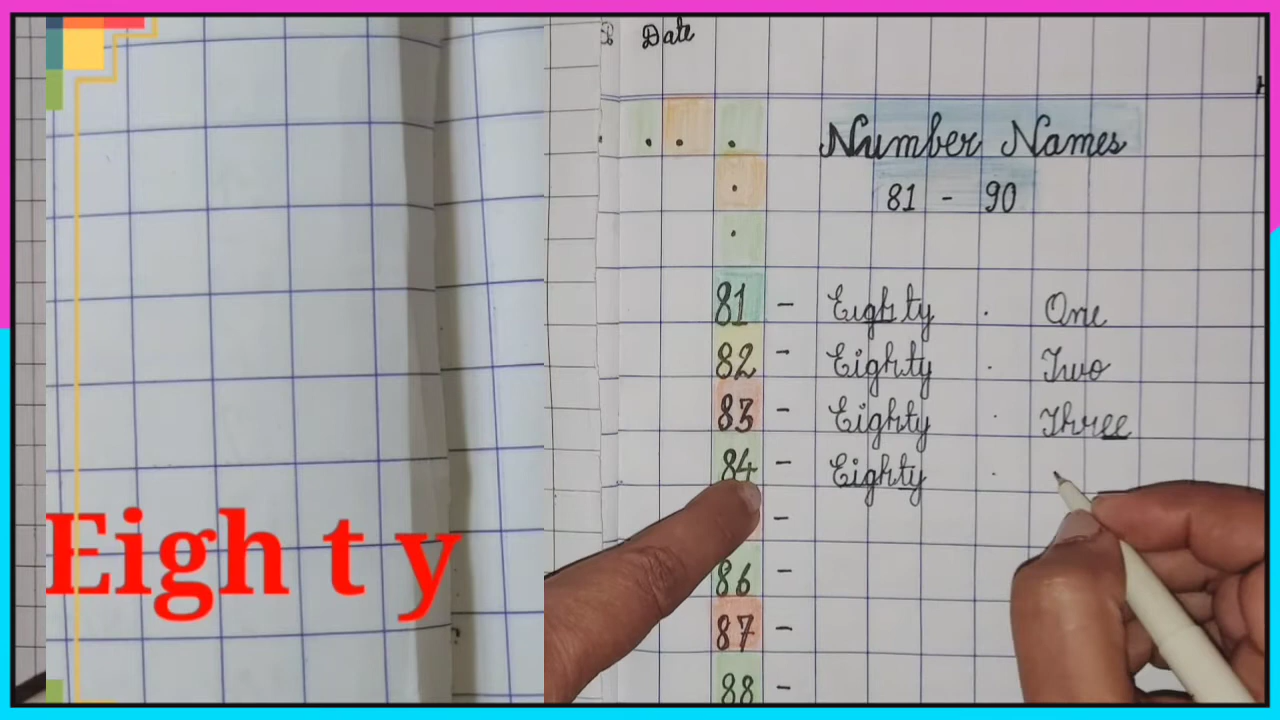 Eigh t y
Date
Number Names
81 - 90
81 - Eighty . One
82 - Eighty . Two
83 - Eighty . Three
84 - Eighty .
-
86 -
87 -
88 -